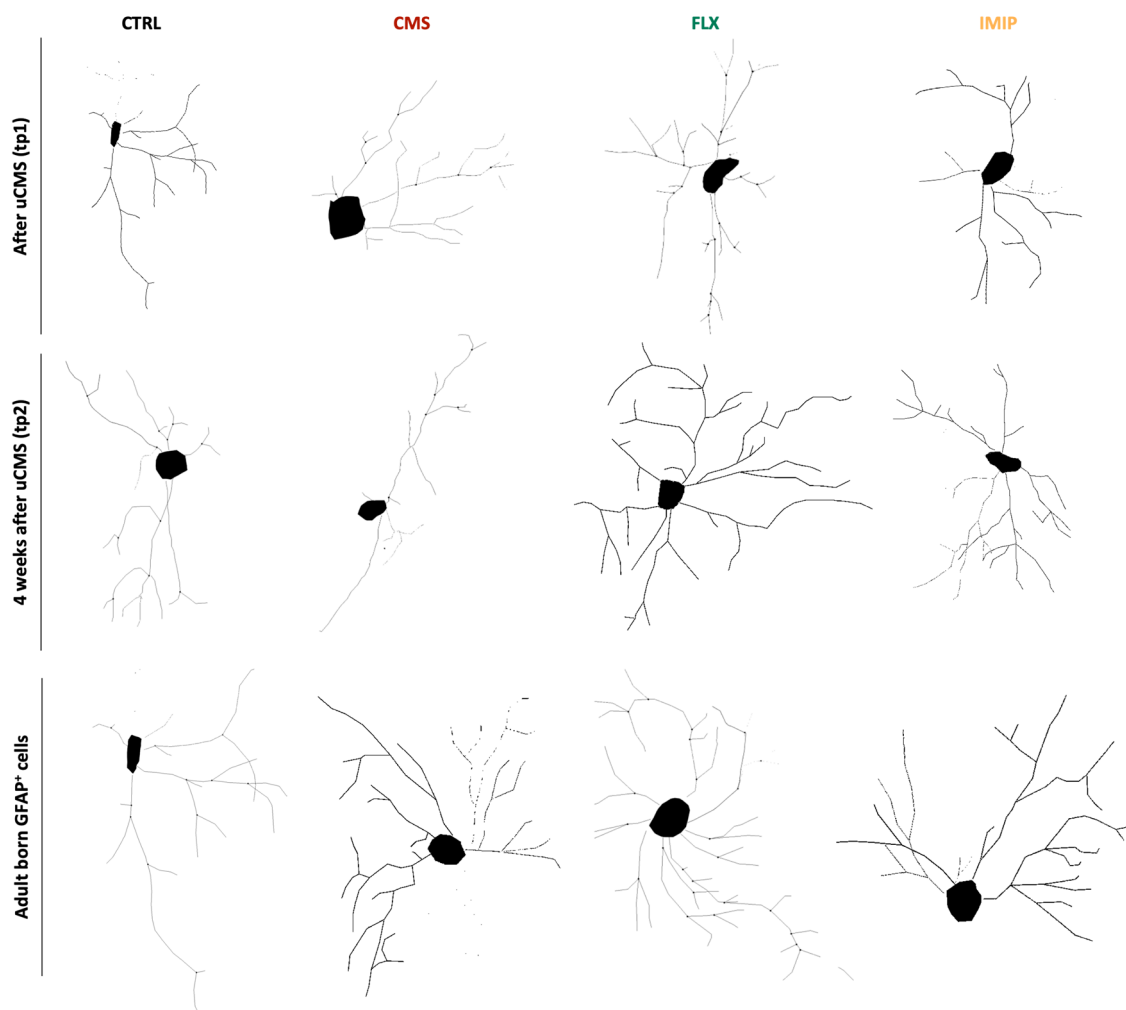 CTRL CMS FLX IMIP
After uCMS (tp1)
4 weeks after uCMS (tp2)
Adult born GFAP⁺ cells